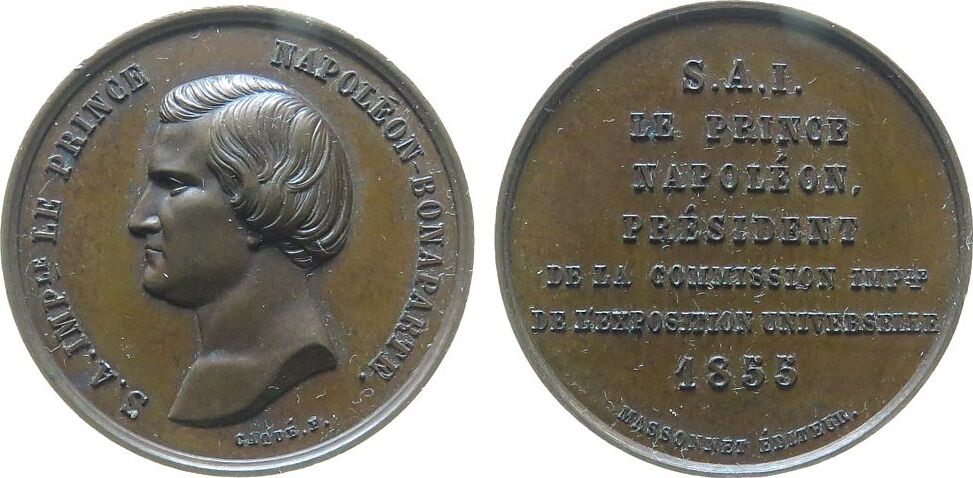 S. A. IMPLE LE PRINCE NAPOLÉON-BONAPARTE.
CAQUÉ. F.
S. A. I.
LE PRINCE
NAPOLÉON,
PRÉSIDENT
DE LA COMMISSION IMPLE
DE L'EXPOSITION UNIVERSELLE
1855
MASSONNET ÉDITEUR.